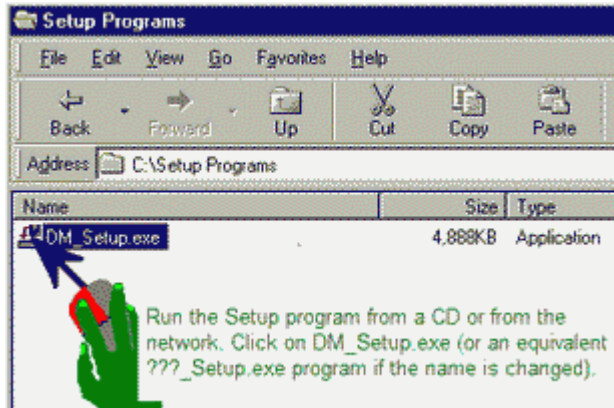 Setup Programs
File Edit View Go Favorites Help
Back Forward Up Cut Copy Paste
Address C:\Setup Programs
Name Size Type
DM_Setup.exe 4,888KB Application
Run the Setup program from a CD or from the
network. Click on DM_Setup.exe (or an equivalent
???_Setup.exe program if the name is changed).